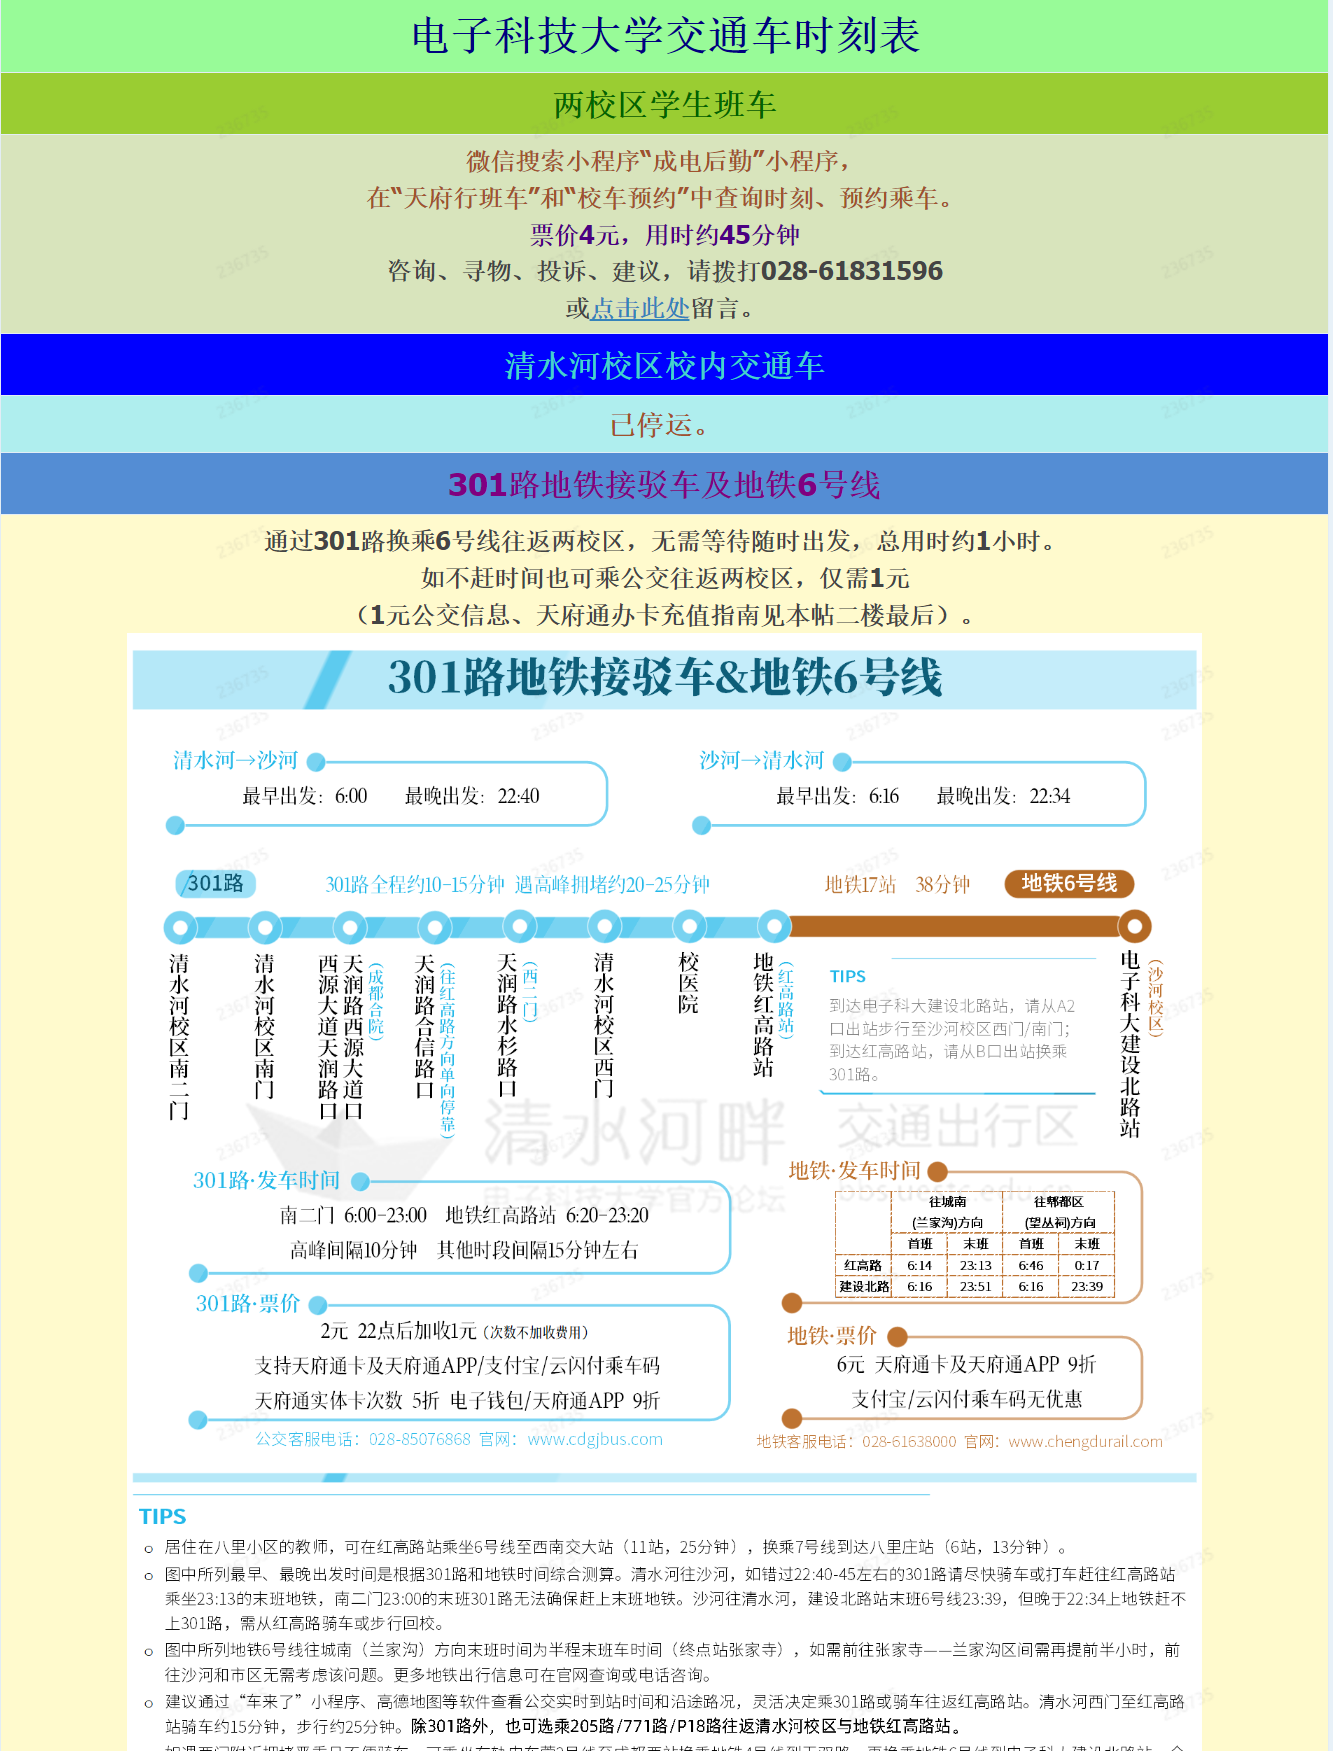 电子科技大学交通车时刻表
两校区学生班车
微信搜索小程序“成电后勤”小程序，
在“天府行班车”和“校车预约”中查询时刻、预约乘车。
票价4元，用时约45分钟
咨询、寻物、投诉、建议，请拨打028-61831596
或点击此处留言。
清水河校区校内交通车
已停运。
301路地铁接驳车及地铁6号线
通过301路换乘6号线往返两校区，无需等待随时出发，总用时约1小时。
如不赶时间也可乘公交往返两校区，仅需1元
（1元公交信息、天府通办卡充值指南见本帖二楼最后）。
301路地铁接驳车&地铁6号线
清水河→沙河
最早出发：6:00 最晚出发：22:40
沙河→清水河
最早出发：6:16 最晚出发：22:34
301路
301路全程约10-15分钟 遇高峰拥堵约20-25分钟
地铁17站 38分钟
地铁6号线
清水河校区南二门
清水河校区南门
西源大道天润路口
天润路西源大道口
（成都合院）
天润路合信路口
（往红高路方向单向停靠）
天润路水杉路口
（西二门）
清水河校区西门
校医院
地铁红高路站
（红高路站）
电子科大建设北路站
（沙河校区）
TIPS
到达电子科大建设北路站，请从A2
口出站步行至沙河校区西门/南门；
到达红高路站，请从B口出站换乘
301路。
清水河畔 交通出行区
电子科技大学官方论坛 bbs.uestc.edu.cn
301路·发车时间
南二门 6:00-23:00 地铁红高路站 6:20-23:20
高峰间隔10分钟 其他时段间隔15分钟左右
地铁·发车时间
往城南 往郫都区
(兰家沟)方向 (望丛祠)方向
首班 末班 首班 末班
红高路 6:14 23:13 6:46 0:17
建设北路 6:16 23:51 6:16 23:39
301路·票价
2元 22点后加收1元（次数不加收费用）
支持天府通卡及天府通APP/支付宝/云闪付乘车码
天府通实体卡次数 5折 电子钱包/天府通APP 9折
公交客服电话：028-85076868 官网：www.cdgjbus.com
地铁·票价
6元 天府通卡及天府通APP 9折
支付宝/云闪付乘车码无优惠
地铁客服电话：028-61638000 官网：www.chengdurail.com
TIPS
居住在八里小区的教师，可在红高路站乘坐6号线至西南交大站（11站，25分钟），换乘7号线到达八里庄站（6站，13分钟）。
图中所列最早、最晚出发时间是根据301路和地铁时间综合测算。清水河往沙河，如错过22:40-45左右的301路请尽快骑车或打车赶往红高路站
乘坐23:13的末班地铁，南二门23:00的末班301路无法确保赶上末班地铁。沙河往清水河，建设北路站末班6号线23:39，但晚于22:34上地铁赶不
上301路，需从红高路骑车或步行回校。
图中所列地铁6号线往城南（兰家沟）方向末班时间为半程末班车时间（终点站张家寺），如需前往张家寺——兰家沟区间需再提前半小时，前
往沙河和市区无需考虑该问题。更多地铁出行信息可在官网查询或电话咨询。
建议通过“车来了”小程序、高德地图等软件查看公交实时到站时间和沿途路况，灵活决定乘301路或骑车往返红高路站。清水河西门至红高路
站骑车约15分钟，步行约25分钟。除301路外，也可选乘205路/771路/P18路往返清水河校区与地铁红高路站。
236735